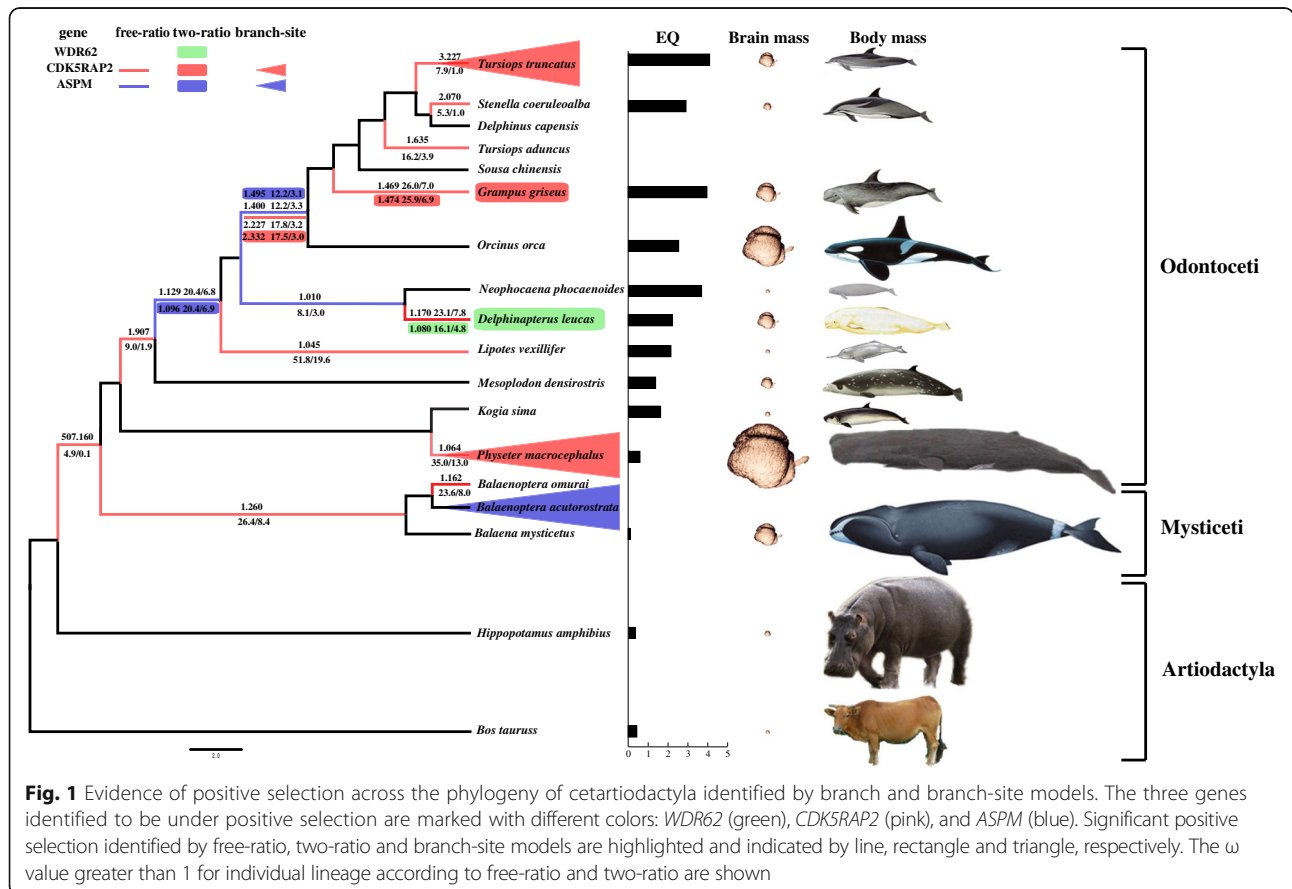 gene free-ratio two-ratio branch-site
WDR62
CDK5RAP2
ASPM
EQ Brain mass Body mass
3.227
Tursiops truncatus
7.9/1.0
2.070
Stenella coeruleoalba
5.3/1.0
Delphinus capensis
1.635
Tursiops aduncus
16.2/3.9
Sousa chinensis
1.469 26.0/7.0
Grampus griseus
1.474 25.9/6.9
1.495 12.2/3.1
1.400 12.2/3.3
2.227 17.8/3.2
2.332 17.5/3.0
Orcinus orca
Odontoceti
Neophocaena phocaenoides
1.010
8.1/3.0
1.170 23.1/7.8
Delphinapterus leucas
1.080 16.1/4.8
1.129 20.4/6.8
1.096 20.4/6.9
1.045
Lipotes vexillifer
51.8/19.6
1.907
9.0/1.9
Mesoplodon densirostris
Kogia sima
507.160
4.9/0.1
1.064
Physeter macrocephalus
35.0/13.0
1.162
Balaenoptera omurai
23.6/8.0
1.260
26.4/8.4
Balaenoptera acutorostrata
Balaena mysticetus
Mysticeti
Hippopotamus amphibius
Artiodactyla
Bos tauruss
2.0
0 1 2 3 4 5
Fig. 1 Evidence of positive selection across the phylogeny of cetartiodactyla identified by branch and branch-site models. The three genes
identified to be under positive selection are marked with different colors: WDR62 (green), CDK5RAP2 (pink), and ASPM (blue). Significant positive
selection identified by free-ratio, two-ratio and branch-site models are highlighted and indicated by line, rectangle and triangle, respectively. The ω
value greater than 1 for individual lineage according to free-ratio and two-ratio are shown